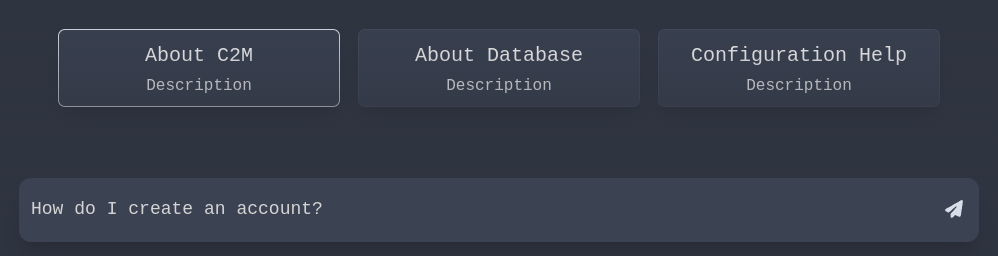 About C2M
Description
About Database
Description
Configuration Help
Description
How do I create an account?